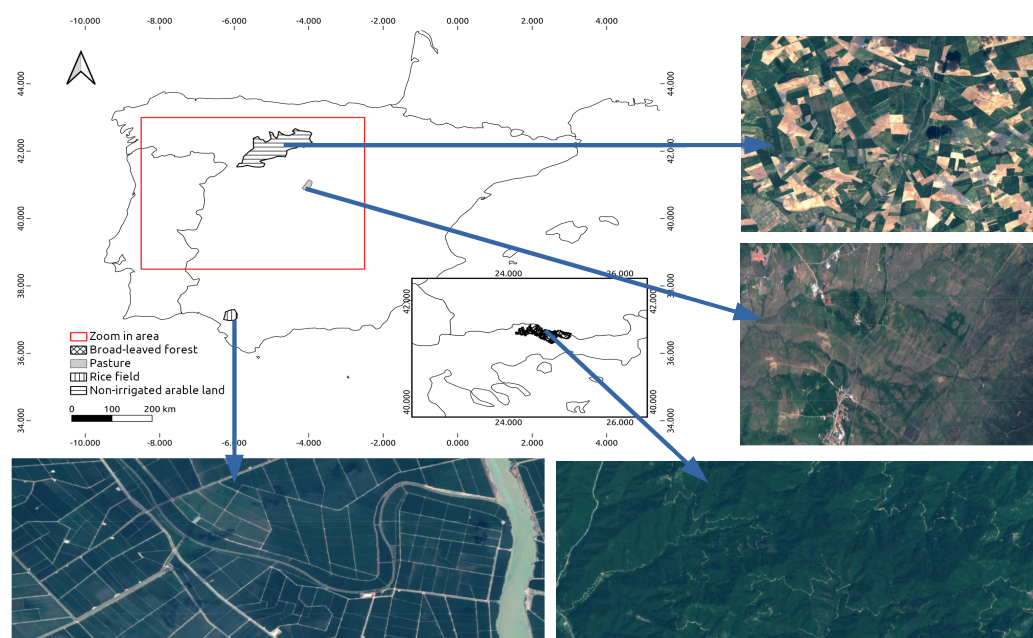 -10.000 -8.000 -6.000 -4.000 -2.000 0.000 2.000 4.000
44.000 44.000
42.000 42.000
40.000 40.000
38.000 38.000
36.000 36.000
34.000 34.000
24.000 26.000
42.000 42.000
40.000 40.000
24.000 26.000
Zoom in area
Broad-leaved forest
Pasture
Rice field
Non-irrigated arable land
0 100 200 km
-10.000 -8.000 -6.000 -4.000 -2.000 0.000 2.000 4.000